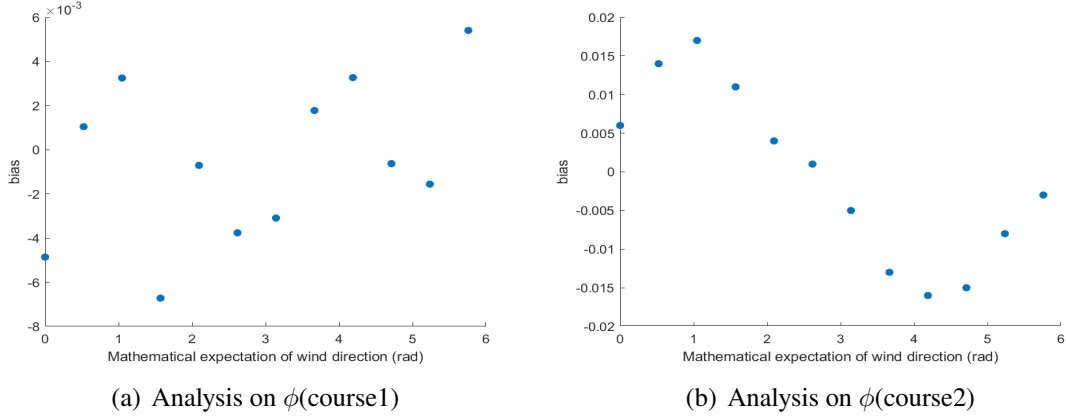 ×10⁻³
6
4
2
0
-2
-4
-6
-8
bias
0 1 2 3 4 5 6
Mathematical expectation of wind direction (rad)
(a) Analysis on ϕ(course1)
0.02
0.015
0.01
0.005
0
-0.005
-0.01
-0.015
-0.02
bias
0 1 2 3 4 5 6
Mathematical expectation of wind direction (rad)
(b) Analysis on ϕ(course2)